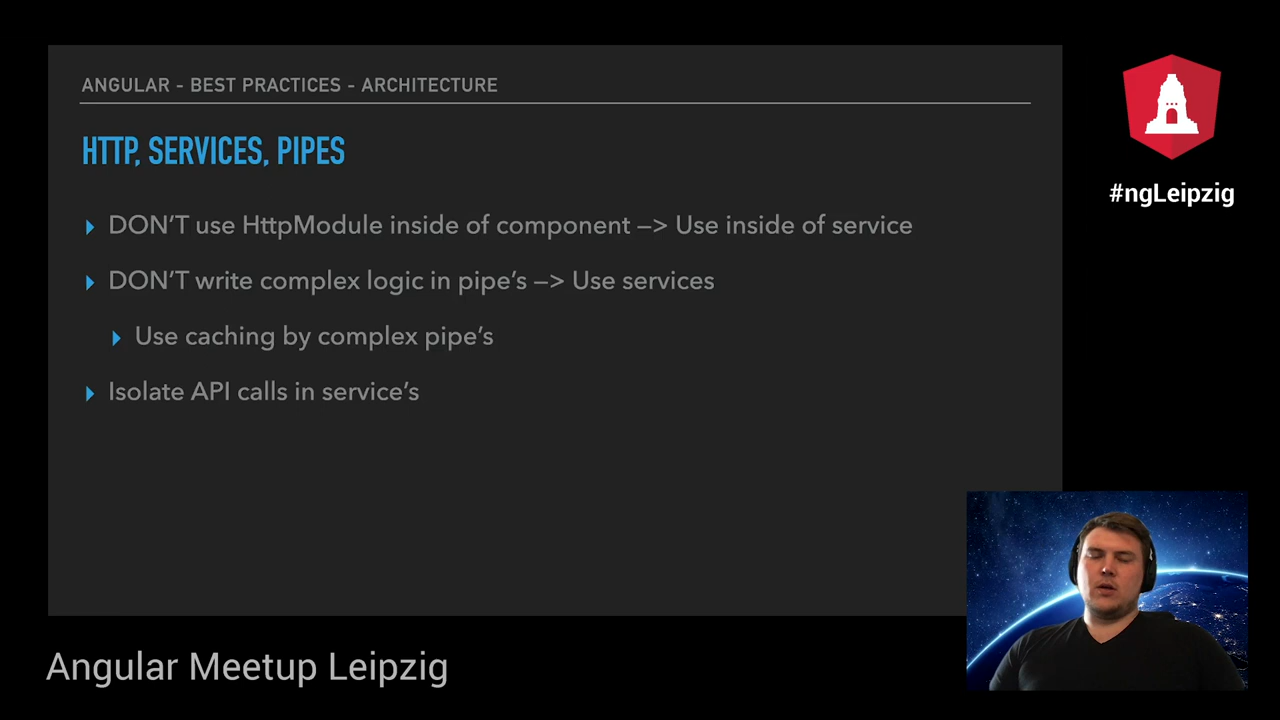 ANGULAR - BEST PRACTICES - ARCHITECTURE
HTTP, SERVICES, PIPES
DON’T use HttpModule inside of component —> Use inside of service
DON’T write complex logic in pipe’s —> Use services
Use caching by complex pipe’s
Isolate API calls in service’s
#ngLeipzig
Angular Meetup Leipzig